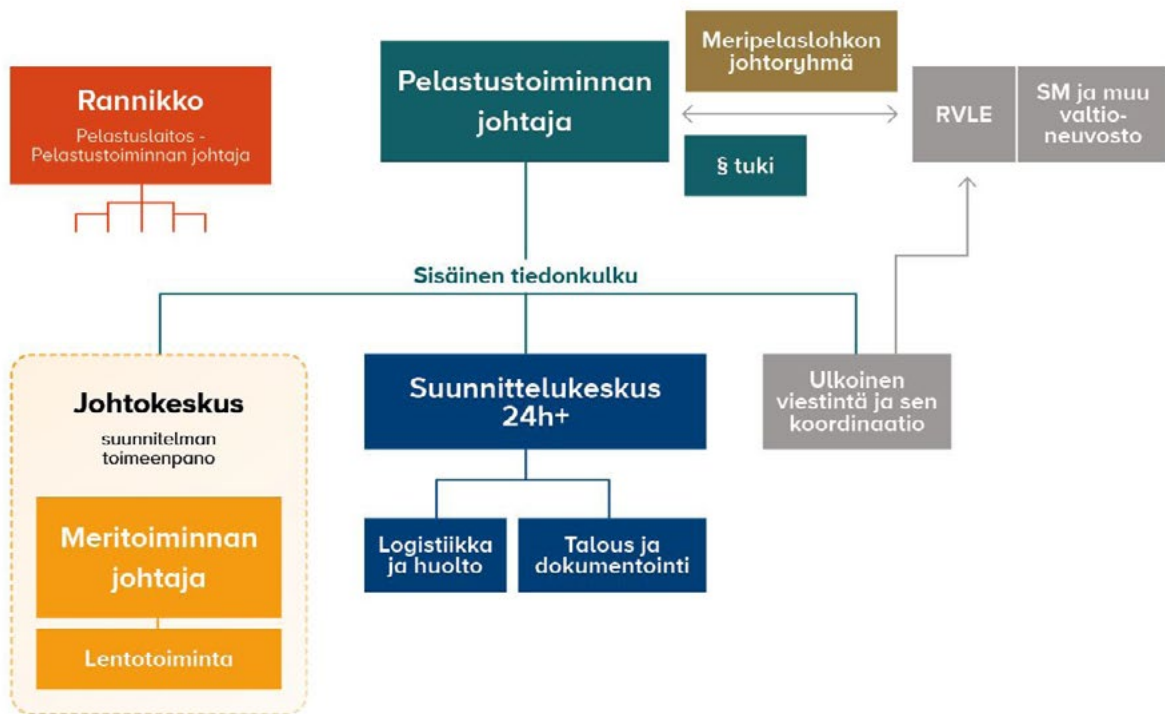 Meripelaslohkon
johtoryhmä
Rannikko
Pelastuslaitos -
Pelastustoiminnan johtaja
Pelastustoiminnan
johtaja
RVLE
SM ja muu
valtio-
neuvosto
§ tuki
Sisäinen tiedonkulku
Johtokeskus
suunnitelman
toimeenpano
Meritoiminnan
johtaja
Lentotoiminta
Suunnittelukeskus
24h+
Logistiikka
ja huolto
Talous ja
dokumentointi
Ulkoinen
viestintä ja sen
koordinaatio